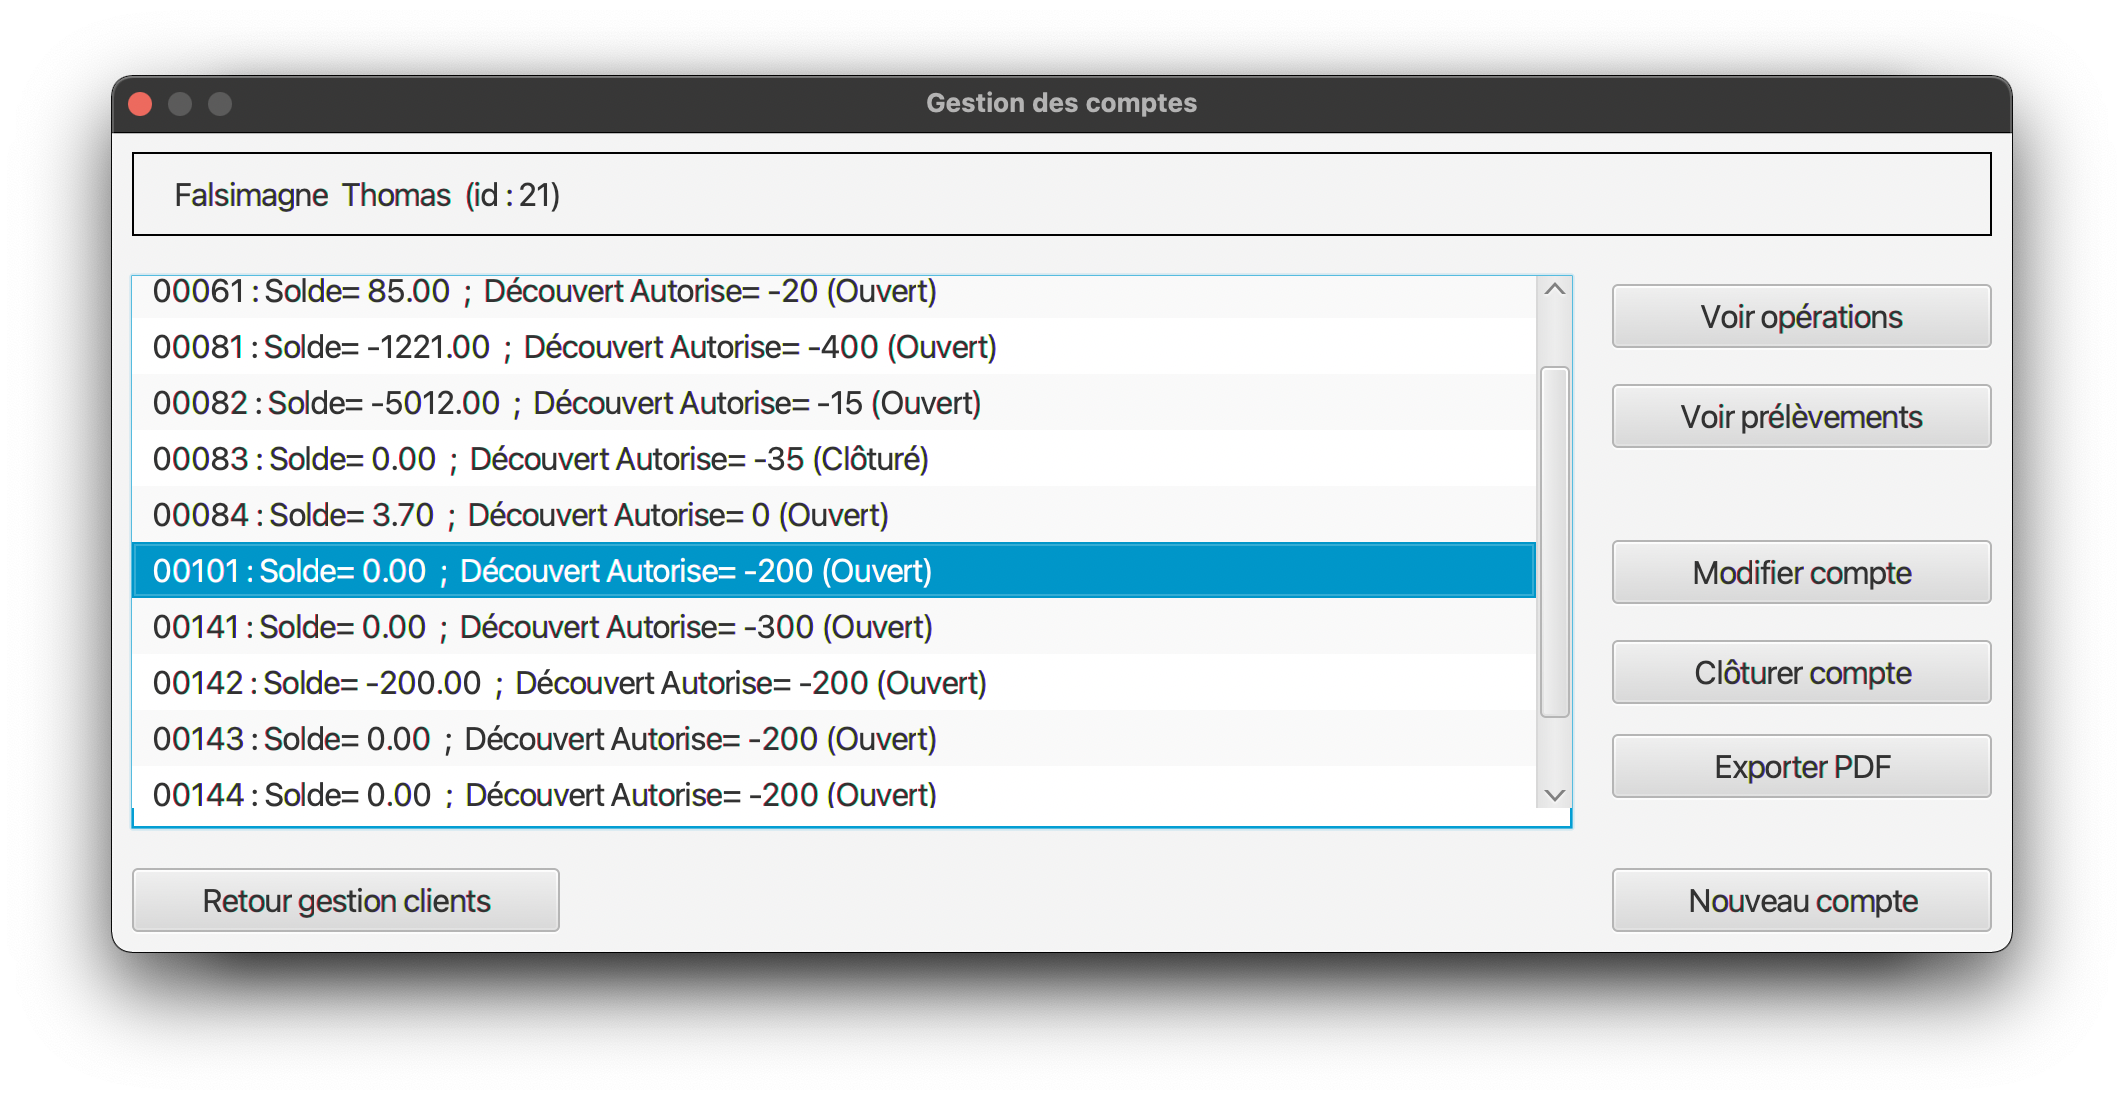 Gestion des comptes
Falsimagne Thomas (id : 21)
00061 : Solde= 85.00 ; Découvert Autorise= -20 (Ouvert)
00081 : Solde= -1221.00 ; Découvert Autorise= -400 (Ouvert)
00082 : Solde= -5012.00 ; Découvert Autorise= -15 (Ouvert)
00083 : Solde= 0.00 ; Découvert Autorise= -35 (Clôturé)
00084 : Solde= 3.70 ; Découvert Autorise= 0 (Ouvert)
00101 : Solde= 0.00 ; Découvert Autorise= -200 (Ouvert)
00141 : Solde= 0.00 ; Découvert Autorise= -300 (Ouvert)
00142 : Solde= -200.00 ; Découvert Autorise= -200 (Ouvert)
00143 : Solde= 0.00 ; Découvert Autorise= -200 (Ouvert)
00144 : Solde= 0.00 ; Découvert Autorise= -200 (Ouvert)
Voir opérations
Voir prélèvements
Modifier compte
Clôturer compte
Exporter PDF
Retour gestion clients
Nouveau compte